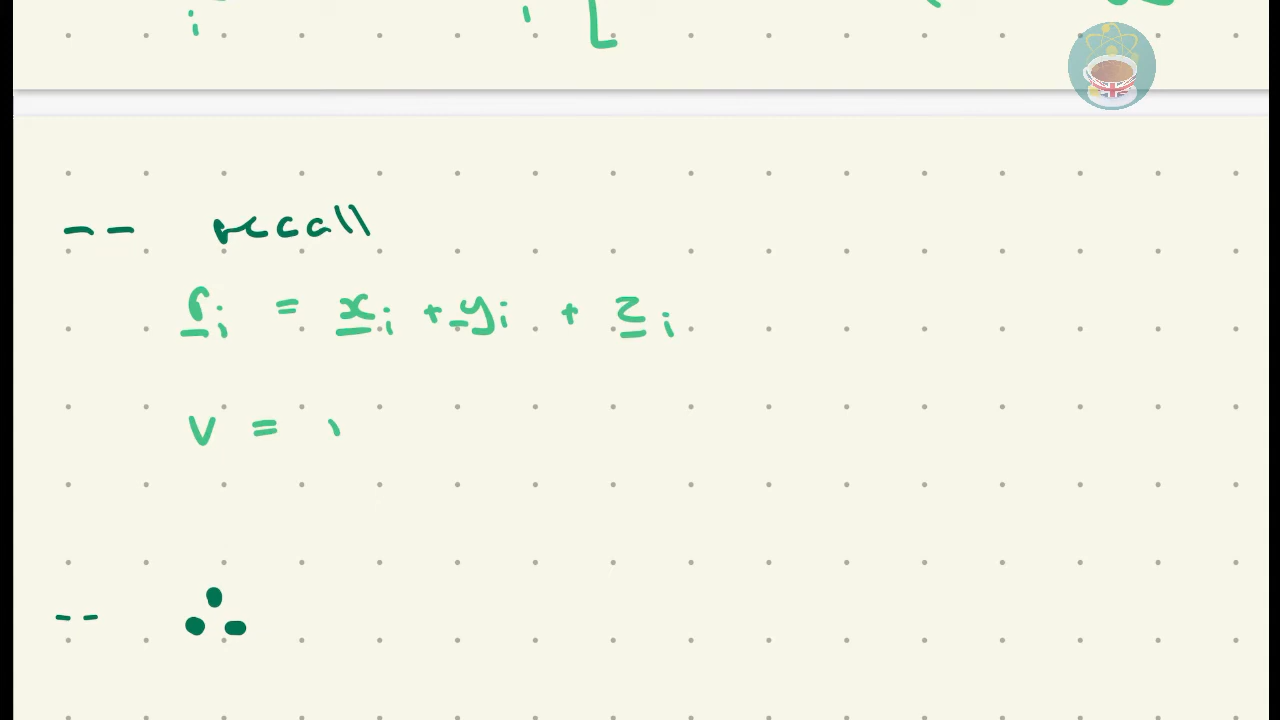 -- recall
r_i = x_i + y_i + z_i
V =
-- ∴